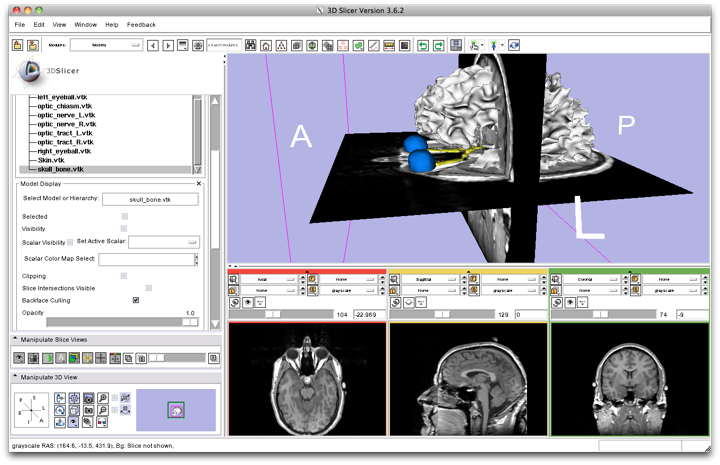 3D Slicer Version 3.6.2
File Edit View Window Help Feedback
Modules: Models
3DSlicer
left_eyeball.vtk
optic_chiasm.vtk
optic_nerve_L.vtk
optic_nerve_R.vtk
optic_tract_L.vtk
optic_tract_R.vtk
right_eyeball.vtk
Skin.vtk
skull_bone.vtk
Model Display
Select Model or Hierarchy: skull_bone.vtk
Selected
Visibility
Scalar Visibility Set Active Scalar:
Scalar Color Map Select:
Clipping
Slice Intersections Visible
Backface Culling
Opacity 1.0
Manipulate Slice Views
Manipulate 3D View
P S L
R I A
A
P
L
Axial None
None grayscale
104 -22.969
Sagittal None
None grayscale
129 0
Coronal None
None grayscale
74 -9
grayscale RAS: (164.8, -13.5, 431.9), Bg: Slice not shown,